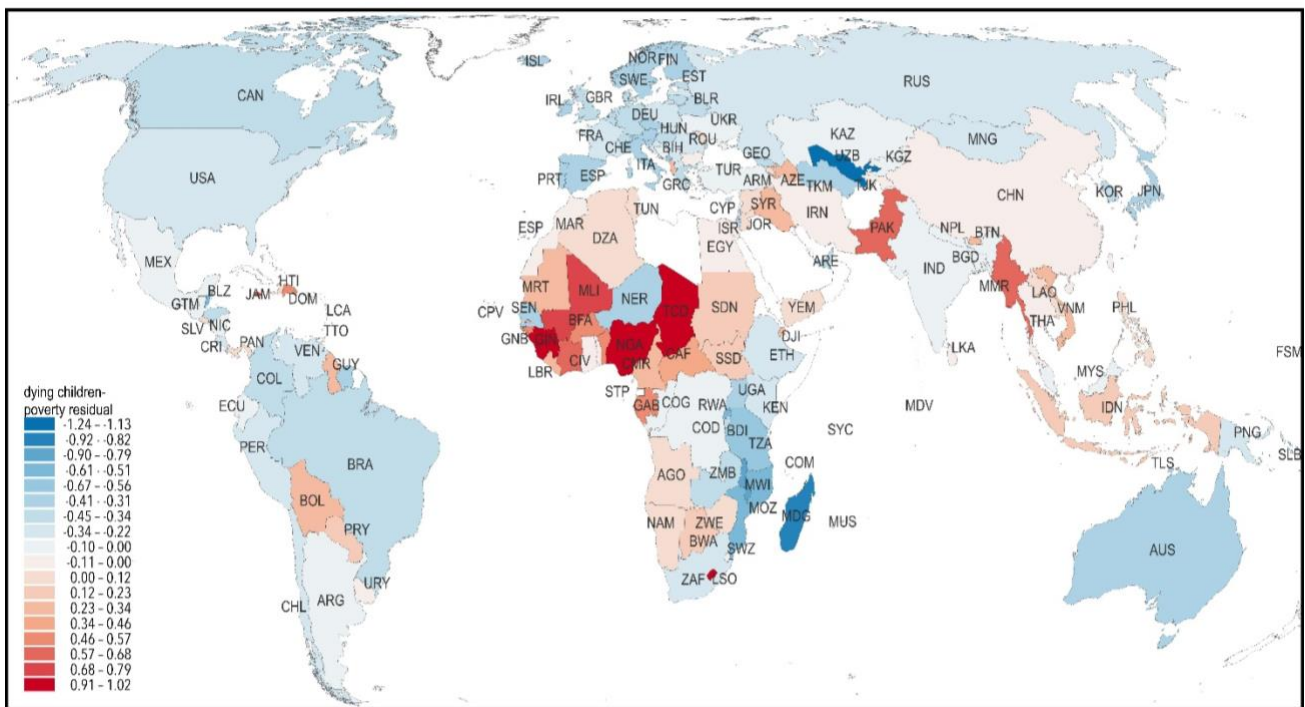 NOR FIN
ISL
SWE
EST
RUS
CAN
IRL
GBR
BLR
DEU
UKR
FRA
HUN
KAZ
MNG
CHE
ROU
BIH
UZB
KGZ
USA
ITA
GEO
PRT
ESP
GRC
TUR
ARM
AZE
TKM
TJK
KOR
JPN
CHN
TUN
CYP
SYR
ESP
MAR
ISR
JOR
IRN
PAK
NPL
BTN
DZA
EGY
MEX
BLZ
HTI
ARE
IND
BGD
GTM
JAM
DOM
MRT
MLI
NER
TCD
SDN
YEM
MMR
LAO
VNM
SLV
NIC
LCA
CPV
SEN
BFA
DJI
THA
PHL
CRI
PAN
TTO
GNB
GIN
NGA
VEN
GUY
LBR
CIV
CMR
CAF
SSD
ETH
LKA
FSM
COL
STP
GAB
COG
UGA
KEN
MDV
MYS
ECU
RWA
COD
BDI
TZA
SYC
IDN
PNG
PER
BRA
TLS
SLB
AGO
ZMB
MWI
COM
BOL
MOZ
MDG
MUS
PRY
NAM
ZWE
BWA
SWZ
AUS
URY
ZAF
LSO
CHL
ARG
dying children-
poverty residual
-1.24 - -1.13
-0.92 - -0.82
-0.90 - -0.79
-0.61 - -0.51
-0.67 - -0.56
-0.41 - -0.31
-0.45 - -0.34
-0.34 - -0.22
-0.10 - 0.00
-0.11 - 0.00
0.00 – 0.12
0.12 – 0.23
0.23 – 0.34
0.34 – 0.46
0.46 – 0.57
0.57 – 0.68
0.68 – 0.79
0.91 – 1.02